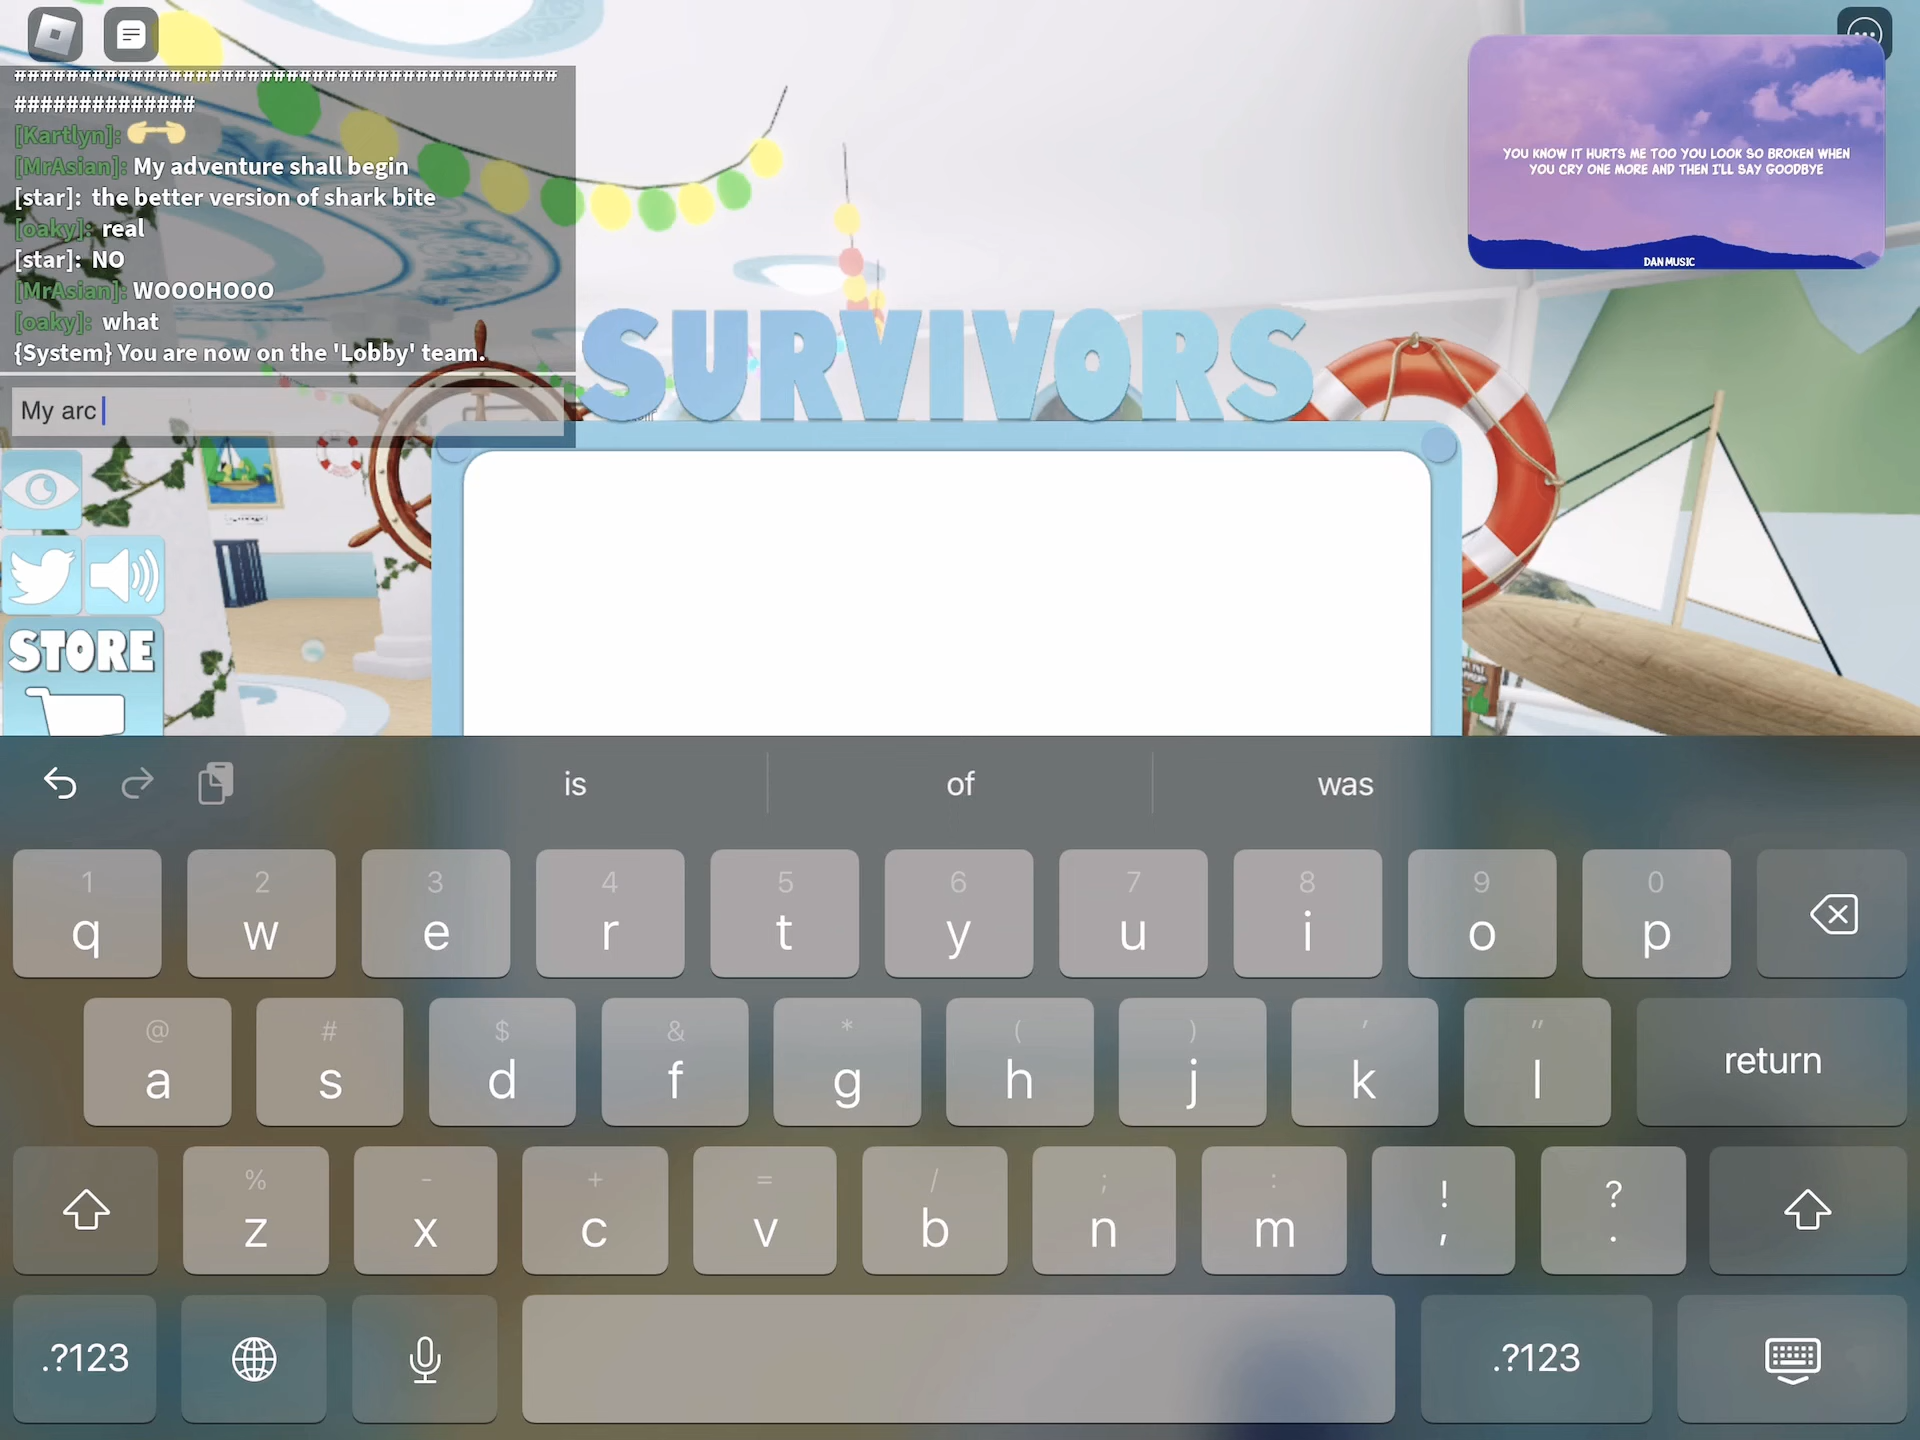 ##########################################
##############
[Kartlyn]:
[MrAsian]: My adventure shall begin
[star]: the better version of shark bite
[oaky]: real
[star]: NO
[MrAsian]: WOOOHOOO
[oaky]: what
{System} You are now on the 'Lobby' team.
My arc
YOU KNOW IT HURTS ME TOO YOU LOOK SO BROKEN WHEN
YOU CRY ONE MORE AND THEN I'LL SAY GOODBYE
DAN MUSIC
SURVIVORS
STORE
is of was
1 2 3 4 5 6 7 8 9 0
q w e r t y u i o p
@ # $ & * ( ) ' "
a s d f g h j k l return
% - + = / ; : ! ?
z x c v b n m , .
.?123 .?123